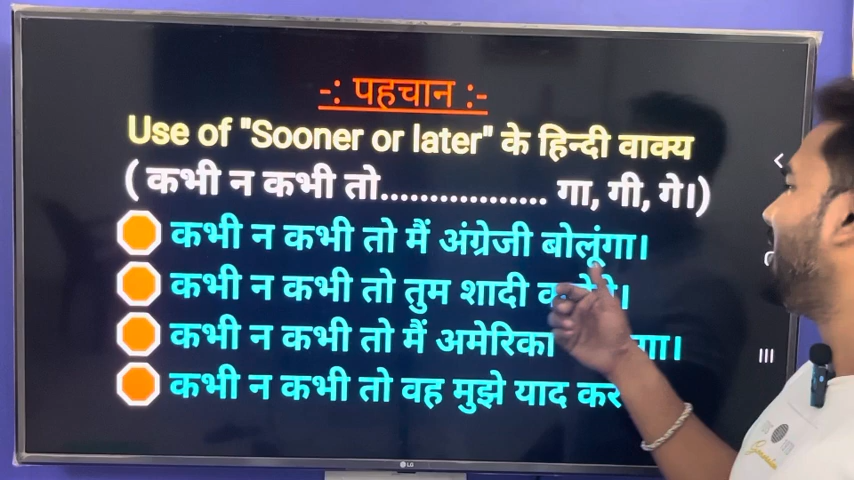 -: पहचान :-
Use of "Sooner or later" के हिन्दी वाक्य
( कभी न कभी तो................. गा, गी, गे।)
कभी न कभी तो मैं अंग्रेजी बोलूंगा।
कभी न कभी तो तुम शादी
कभी न कभी तो मैं अमेरिका
कभी न कभी तो वह मुझे याद
LG